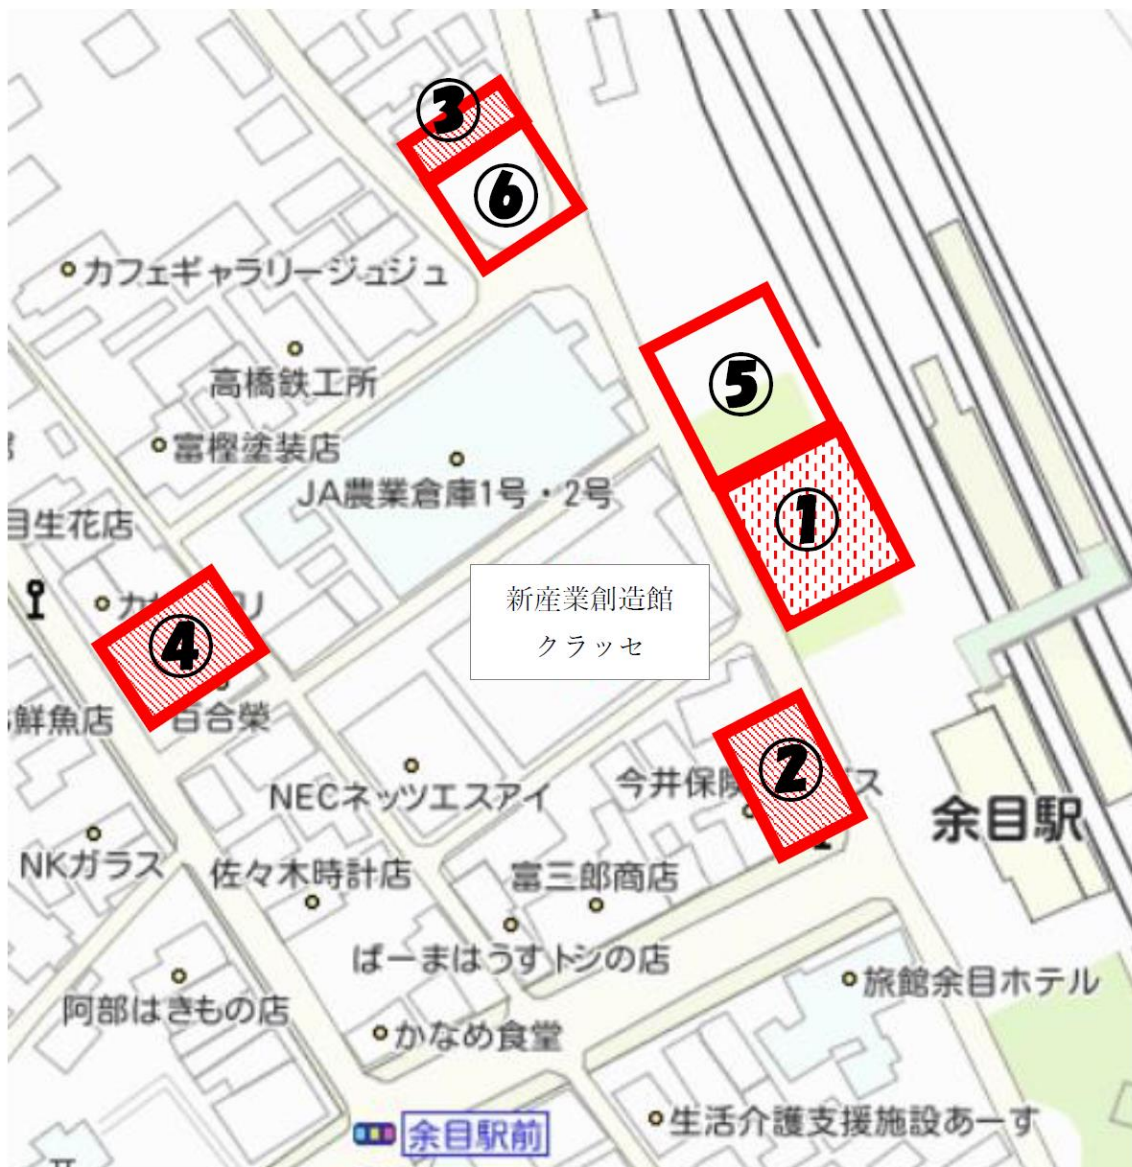 ③
⑥
カフェギャラリージュジュ
⑤
高橋鉄工所
富樫塗装店
JA農業倉庫1号・2号
①
目生花店
新産業創造館
クラッセ
④
鮮魚店
百合榮
②
今井保険
ス
NECネッツエスアイ
余目駅
NKガラス
佐々木時計店
富三郎商店
ぱーまはうすトシの店
旅館余目ホテル
阿部はきもの店
かなめ食堂
余目駅前
生活介護支援施設あーす